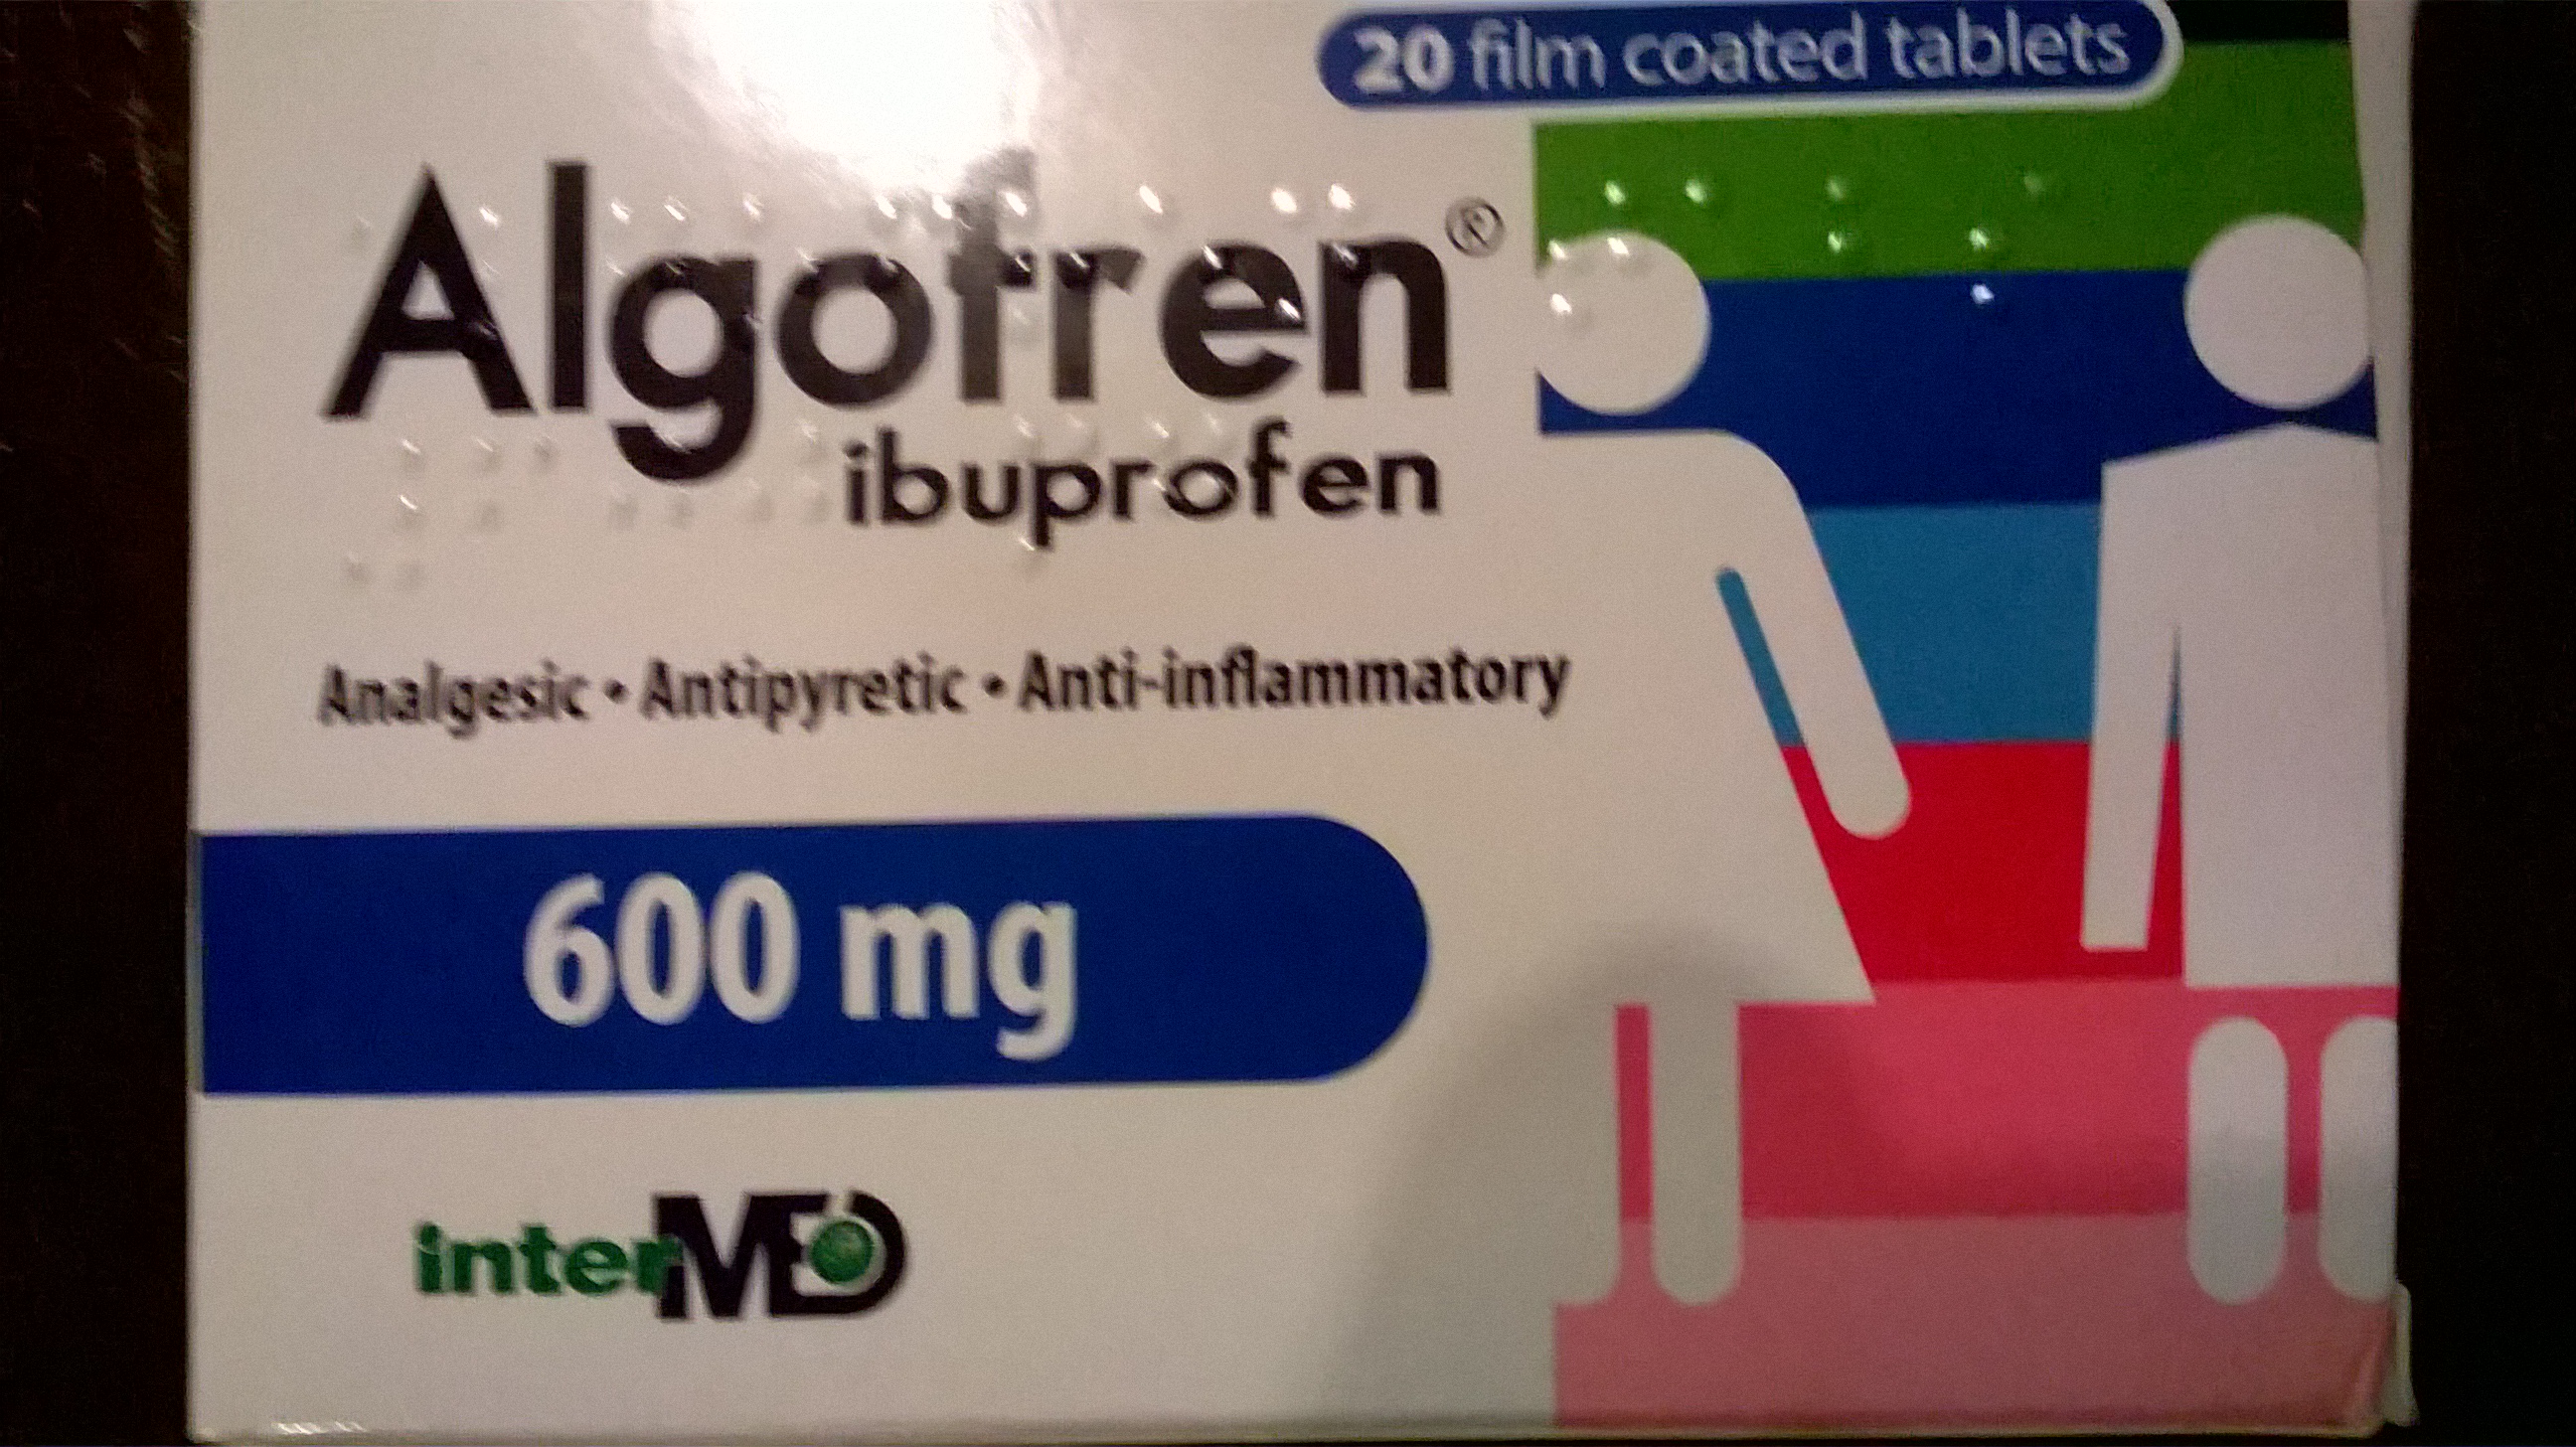 20 film coated tablets
Algofren®
ibuprofen
Analgesic • Antipyretic • Anti-inflammatory
600 mg
interMED